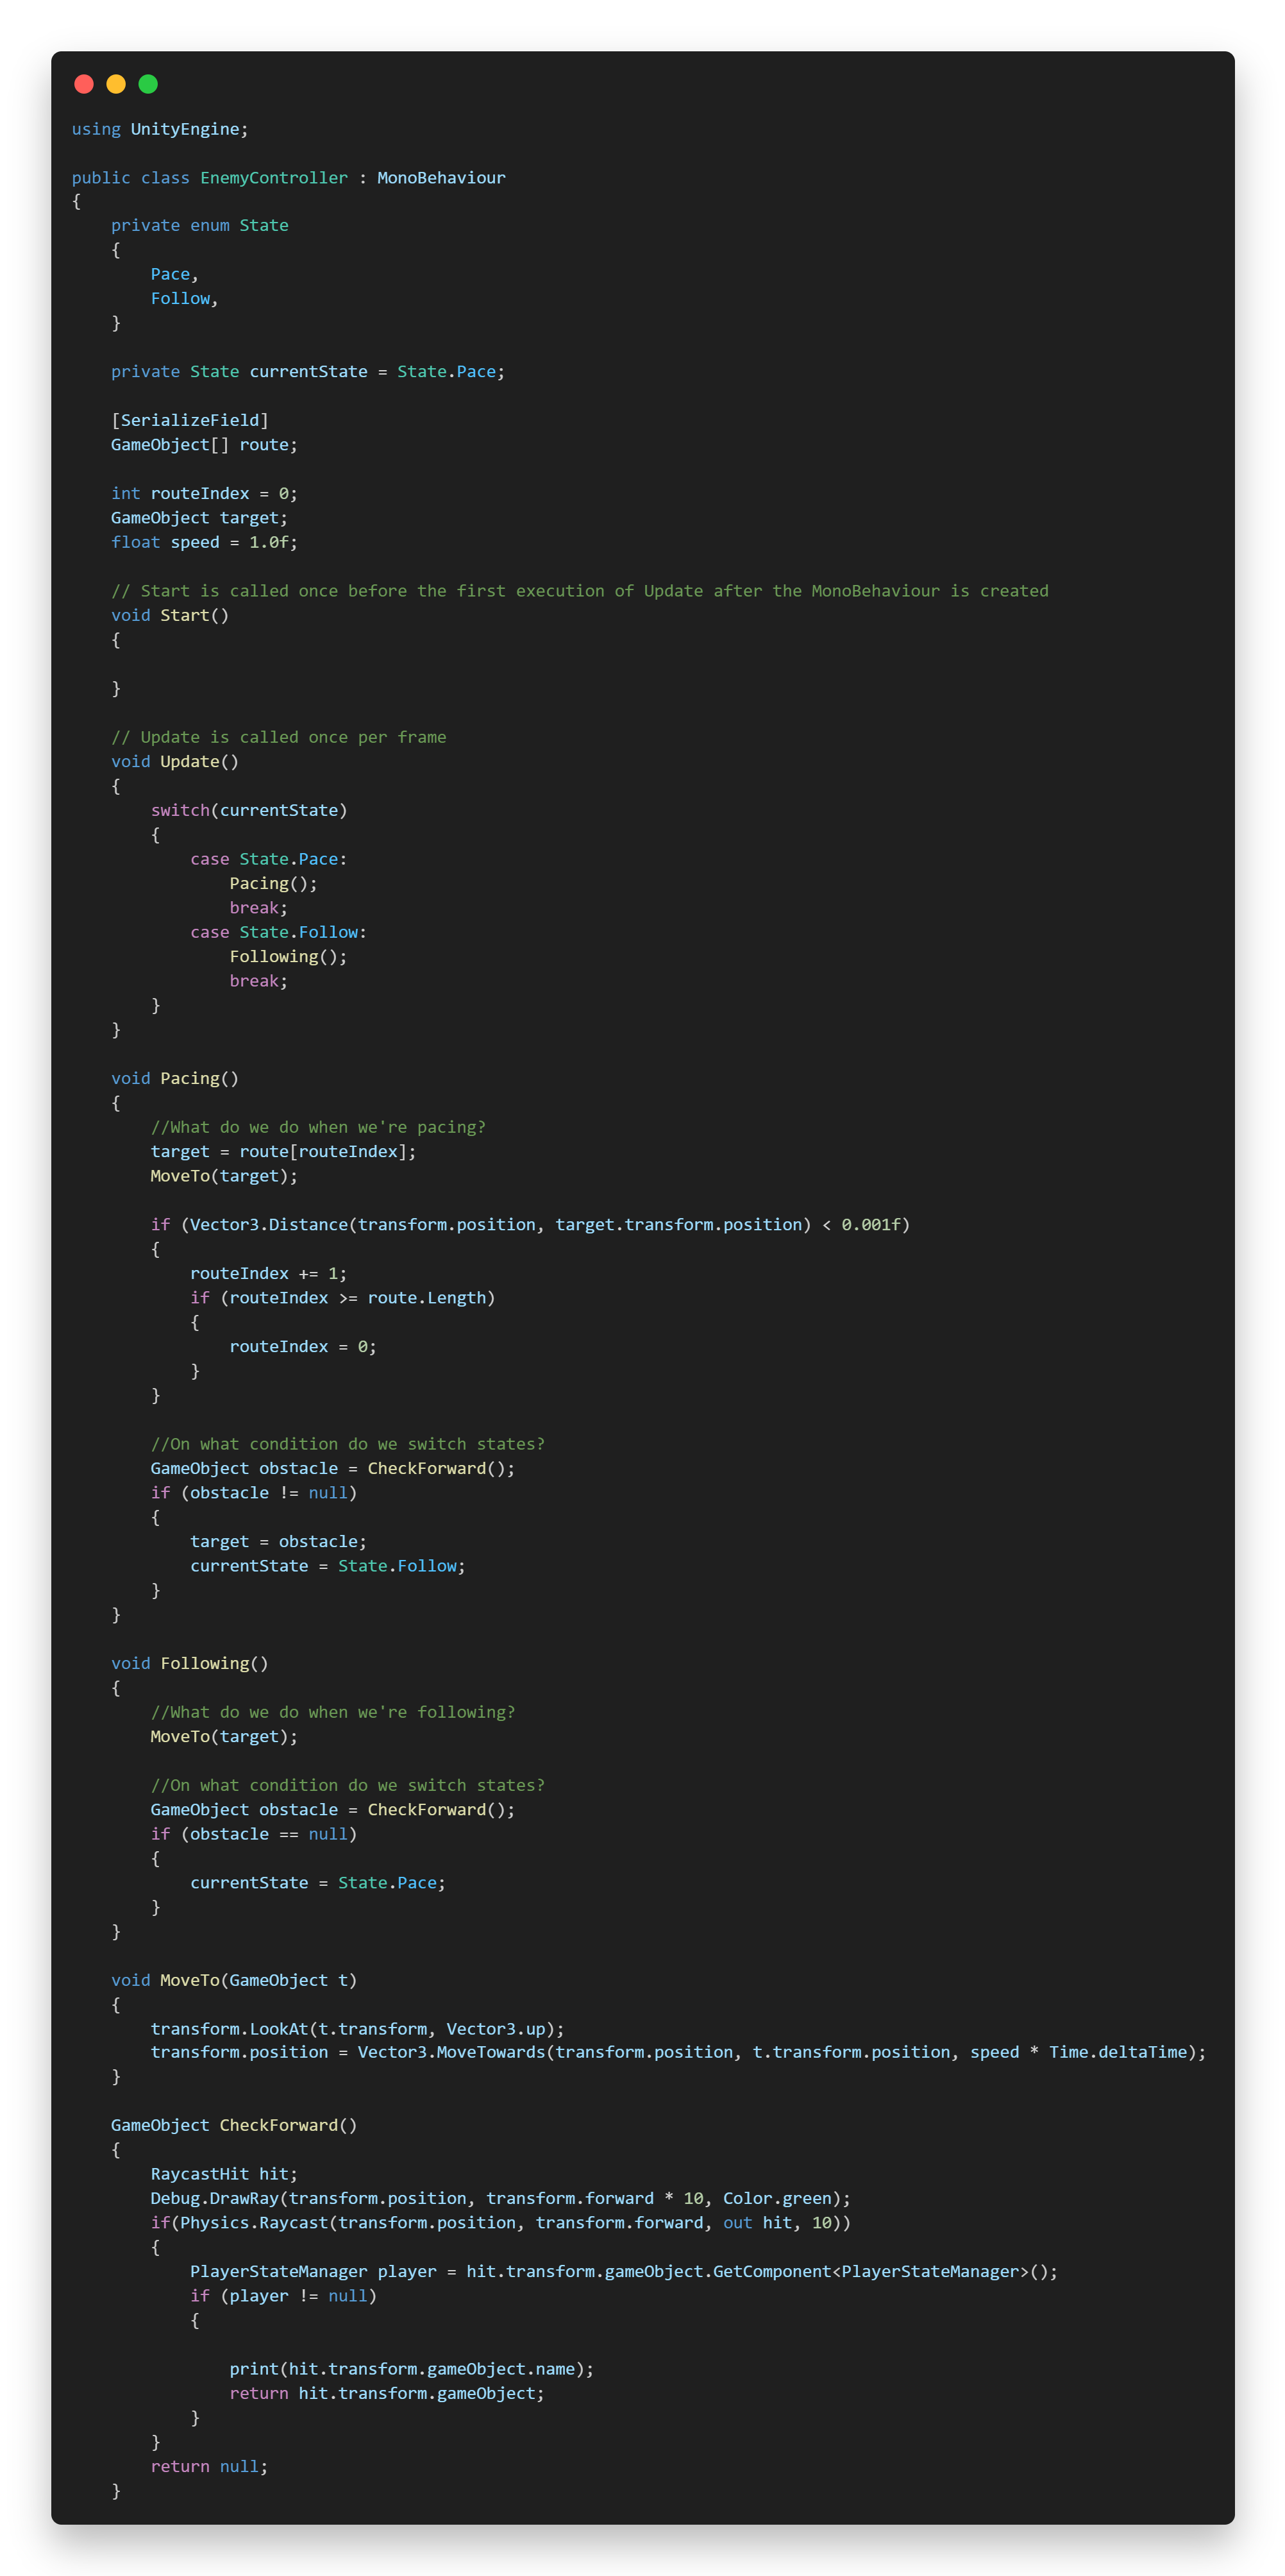 using UnityEngine;

public class EnemyController : MonoBehaviour
{
    private enum State
    {
        Pace,
        Follow,
    }

    private State currentState = State.Pace;

    [SerializeField]
    GameObject[] route;

    int routeIndex = 0;
    GameObject target;
    float speed = 1.0f;

    // Start is called once before the first execution of Update after the MonoBehaviour is created
    void Start()
    {

    }

    // Update is called once per frame
    void Update()
    {
        switch(currentState)
        {
            case State.Pace:
                Pacing();
                break;
            case State.Follow:
                Following();
                break;
        }
    }

    void Pacing()
    {
        //What do we do when we're pacing?
        target = route[routeIndex];
        MoveTo(target);

        if (Vector3.Distance(transform.position, target.transform.position) < 0.001f)
        {
            routeIndex += 1;
            if (routeIndex >= route.Length)
            {
                routeIndex = 0;
            }
        }

        //On what condition do we switch states?
        GameObject obstacle = CheckForward();
        if (obstacle != null)
        {
            target = obstacle;
            currentState = State.Follow;
        }
    }

    void Following()
    {
        //What do we do when we're following?
        MoveTo(target);

        //On what condition do we switch states?
        GameObject obstacle = CheckForward();
        if (obstacle == null)
        {
            currentState = State.Pace;
        }
    }

    void MoveTo(GameObject t)
    {
        transform.LookAt(t.transform, Vector3.up);
        transform.position = Vector3.MoveTowards(transform.position, t.transform.position, speed * Time.deltaTime);
    }

    GameObject CheckForward()
    {
        RaycastHit hit;
        Debug.DrawRay(transform.position, transform.forward * 10, Color.green);
        if(Physics.Raycast(transform.position, transform.forward, out hit, 10))
        {
            PlayerStateManager player = hit.transform.gameObject.GetComponent<PlayerStateManager>();
            if (player != null)
            {

                print(hit.transform.gameObject.name);
                return hit.transform.gameObject;
            }
        }
        return null;
    }